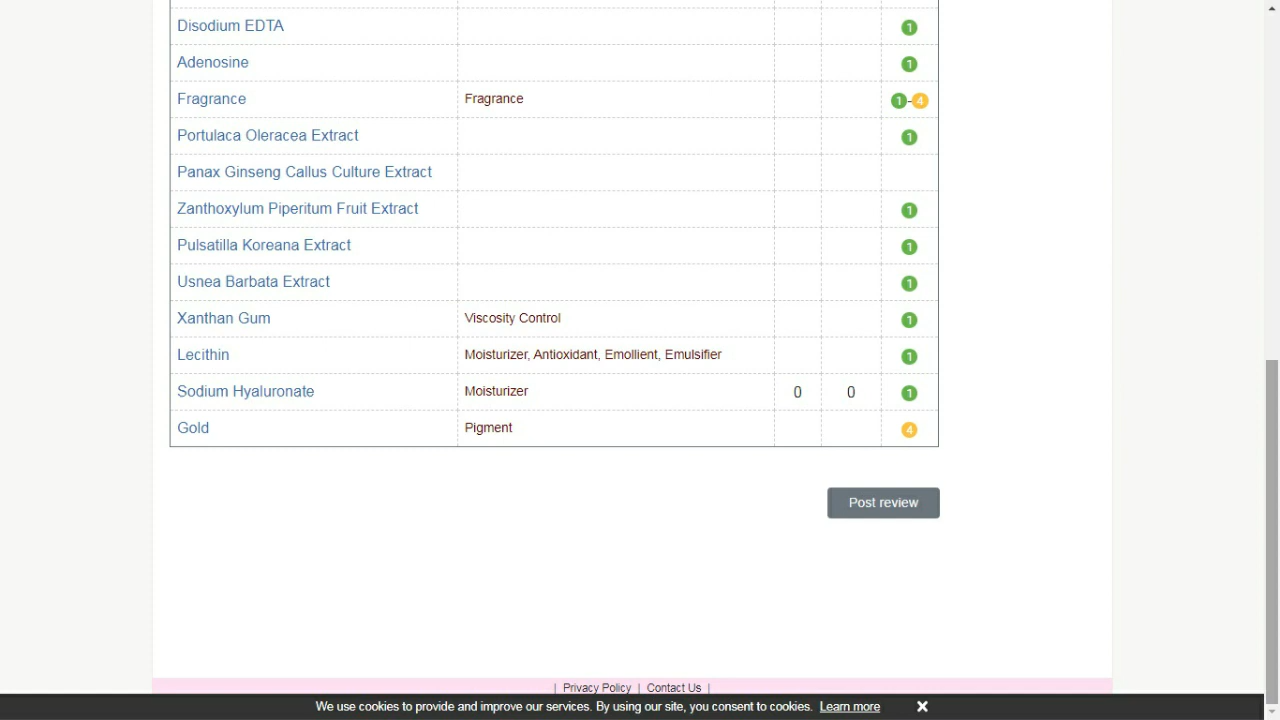 Disodium EDTA 1
Adenosine 1
Fragrance Fragrance 1-4
Portulaca Oleracea Extract 1
Panax Ginseng Callus Culture Extract
Zanthoxylum Piperitum Fruit Extract 1
Pulsatilla Koreana Extract 1
Usnea Barbata Extract 1
Xanthan Gum Viscosity Control 1
Lecithin Moisturizer, Antioxidant, Emollient, Emulsifier 1
Sodium Hyaluronate Moisturizer 0 0 1
Gold Pigment 4
Post review
| Privacy Policy | Contact Us |
We use cookies to provide and improve our services. By using our site, you consent to cookies. Learn more ✕